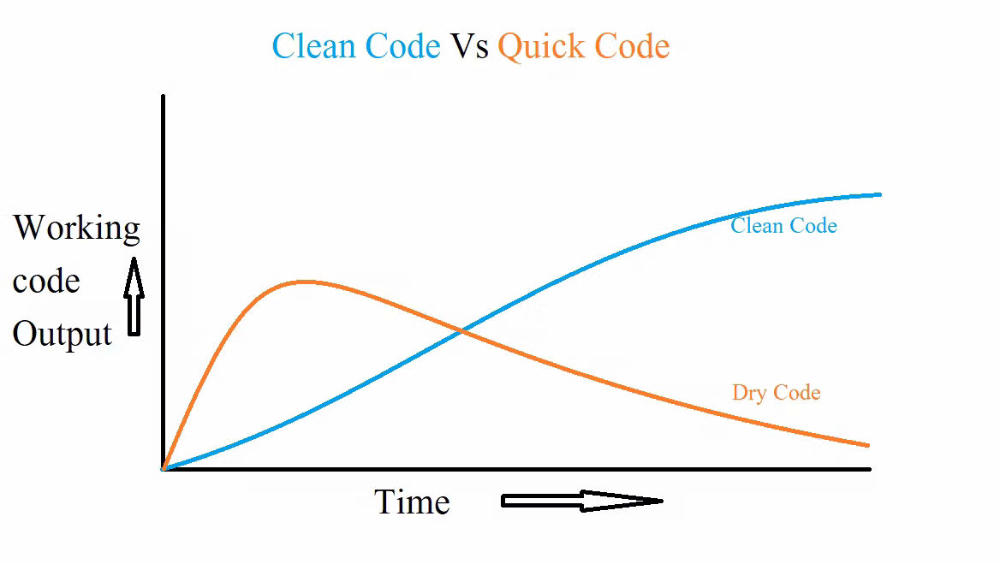 Clean Code Vs Quick Code
Working
code
Output
Clean Code
Dry Code
Time